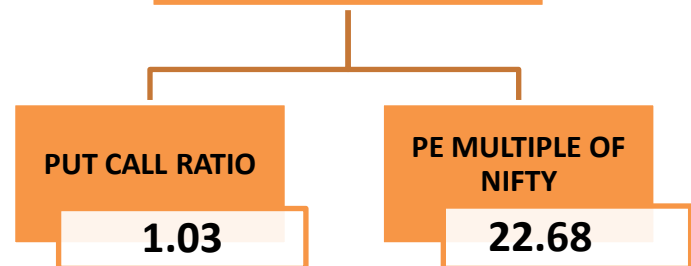 PUT CALL RATIO
1.03
PE MULTIPLE OF
NIFTY
22.68